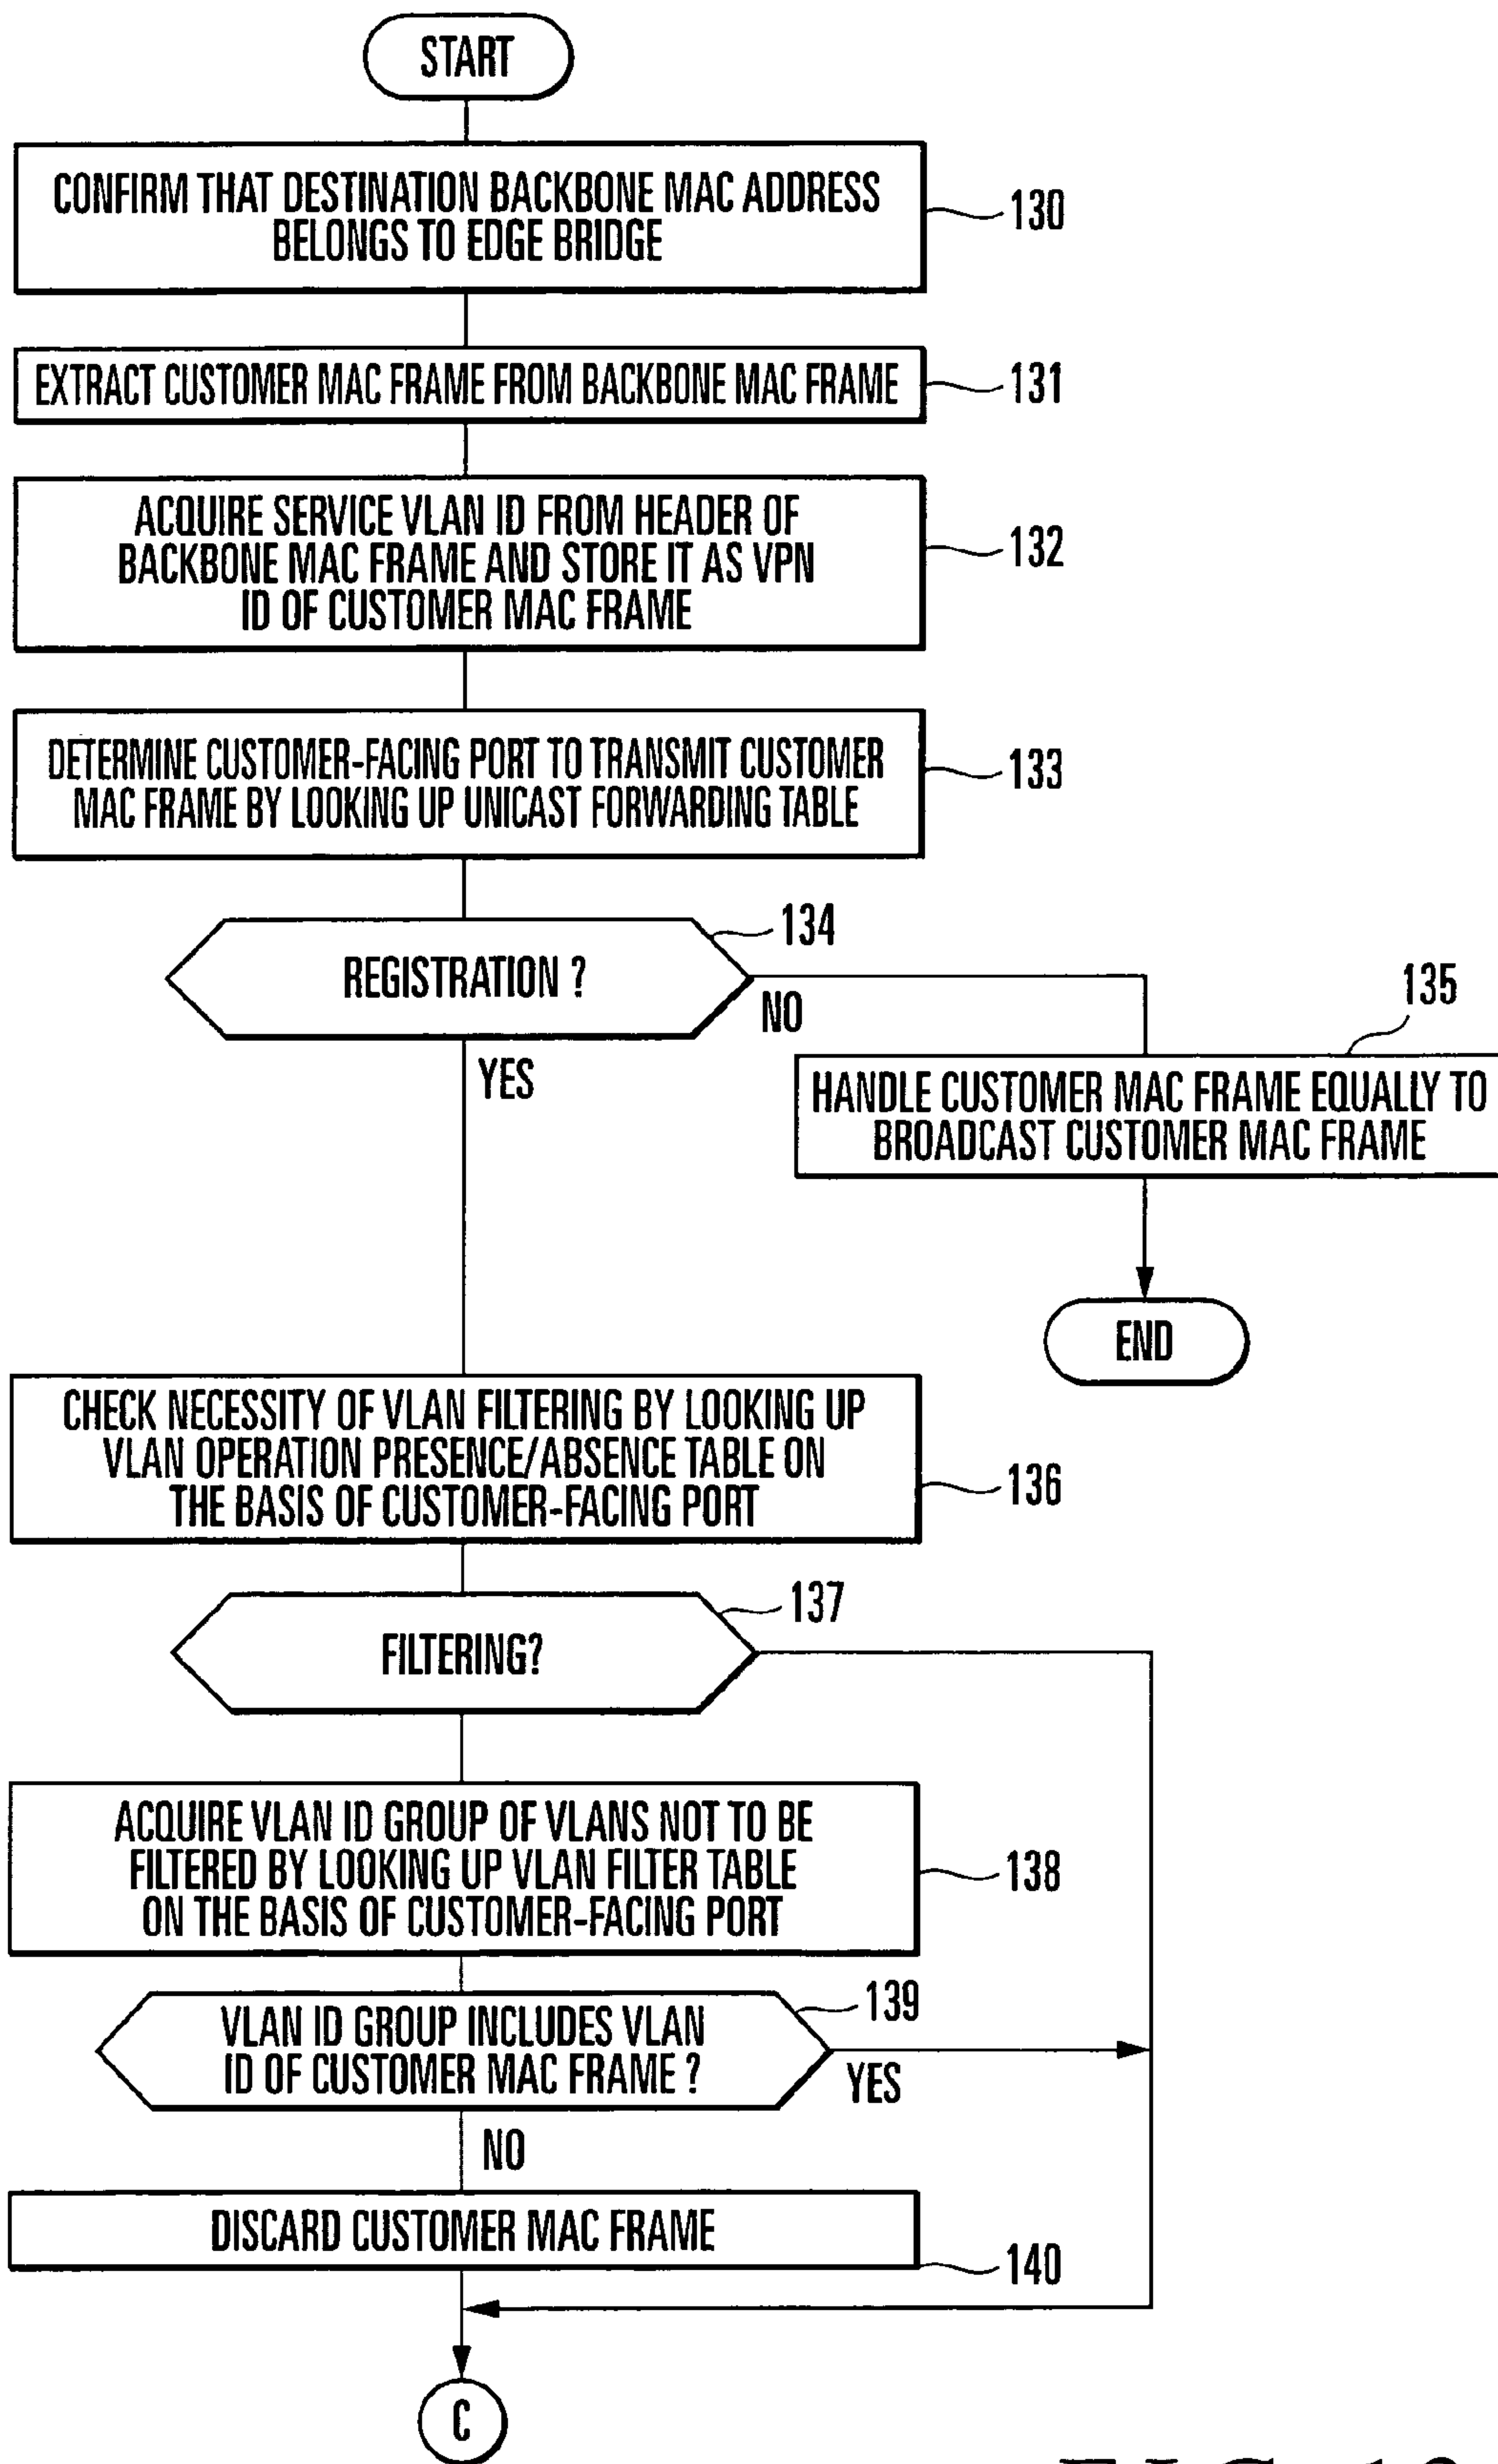 START
CONFIRM THAT DESTINATION BACKBONE MAC ADDRESS
BELONGS TO EDGE BRIDGE
130
EXTRACT CUSTOMER MAC FRAME FROM BACKBONE MAC FRAME
131
ACQUIRE SERVICE VLAN ID FROM HEADER OF
BACKBONE MAC FRAME AND STORE IT AS VPN
ID OF CUSTOMER MAC FRAME
132
DETERMINE CUSTOMER-FACING PORT TO TRANSMIT CUSTOMER
MAC FRAME BY LOOKING UP UNICAST FORWARDING TABLE
133
134
REGISTRATION ?
NO
YES
135
HANDLE CUSTOMER MAC FRAME EQUALLY TO
BROADCAST CUSTOMER MAC FRAME
END
CHECK NECESSITY OF VLAN FILTERING BY LOOKING UP
VLAN OPERATION PRESENCE/ABSENCE TABLE ON
THE BASIS OF CUSTOMER-FACING PORT
136
137
FILTERING?
ACQUIRE VLAN ID GROUP OF VLANS NOT TO BE
FILTERED BY LOOKING UP VLAN FILTER TABLE
ON THE BASIS OF CUSTOMER-FACING PORT
138
139
VLAN ID GROUP INCLUDES VLAN
ID OF CUSTOMER MAC FRAME ?
YES
NO
DISCARD CUSTOMER MAC FRAME
140
C